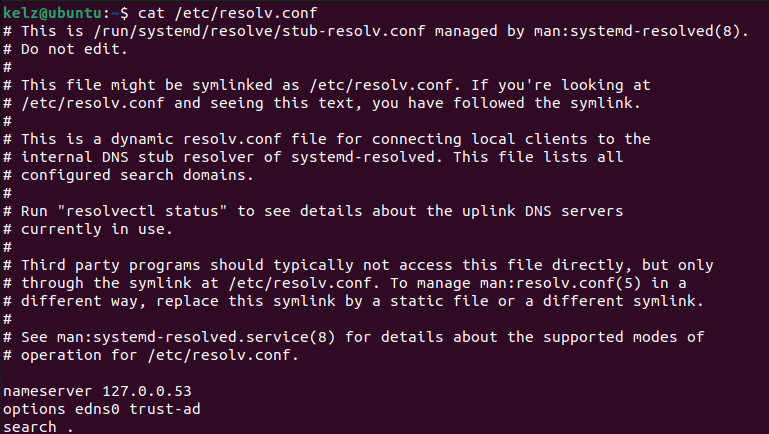 kelz@ubuntu:~$ cat /etc/resolv.conf
# This is /run/systemd/resolve/stub-resolv.conf managed by man:systemd-resolved(8).
# Do not edit.
#
# This file might be symlinked as /etc/resolv.conf. If you're looking at
# /etc/resolv.conf and seeing this text, you have followed the symlink.
#
# This is a dynamic resolv.conf file for connecting local clients to the
# internal DNS stub resolver of systemd-resolved. This file lists all
# configured search domains.
#
# Run "resolvectl status" to see details about the uplink DNS servers
# currently in use.
#
# Third party programs should typically not access this file directly, but only
# through the symlink at /etc/resolv.conf. To manage man:resolv.conf(5) in a
# different way, replace this symlink by a static file or a different symlink.
#
# See man:systemd-resolved.service(8) for details about the supported modes of
# operation for /etc/resolv.conf.

nameserver 127.0.0.53
options edns0 trust-ad
search .